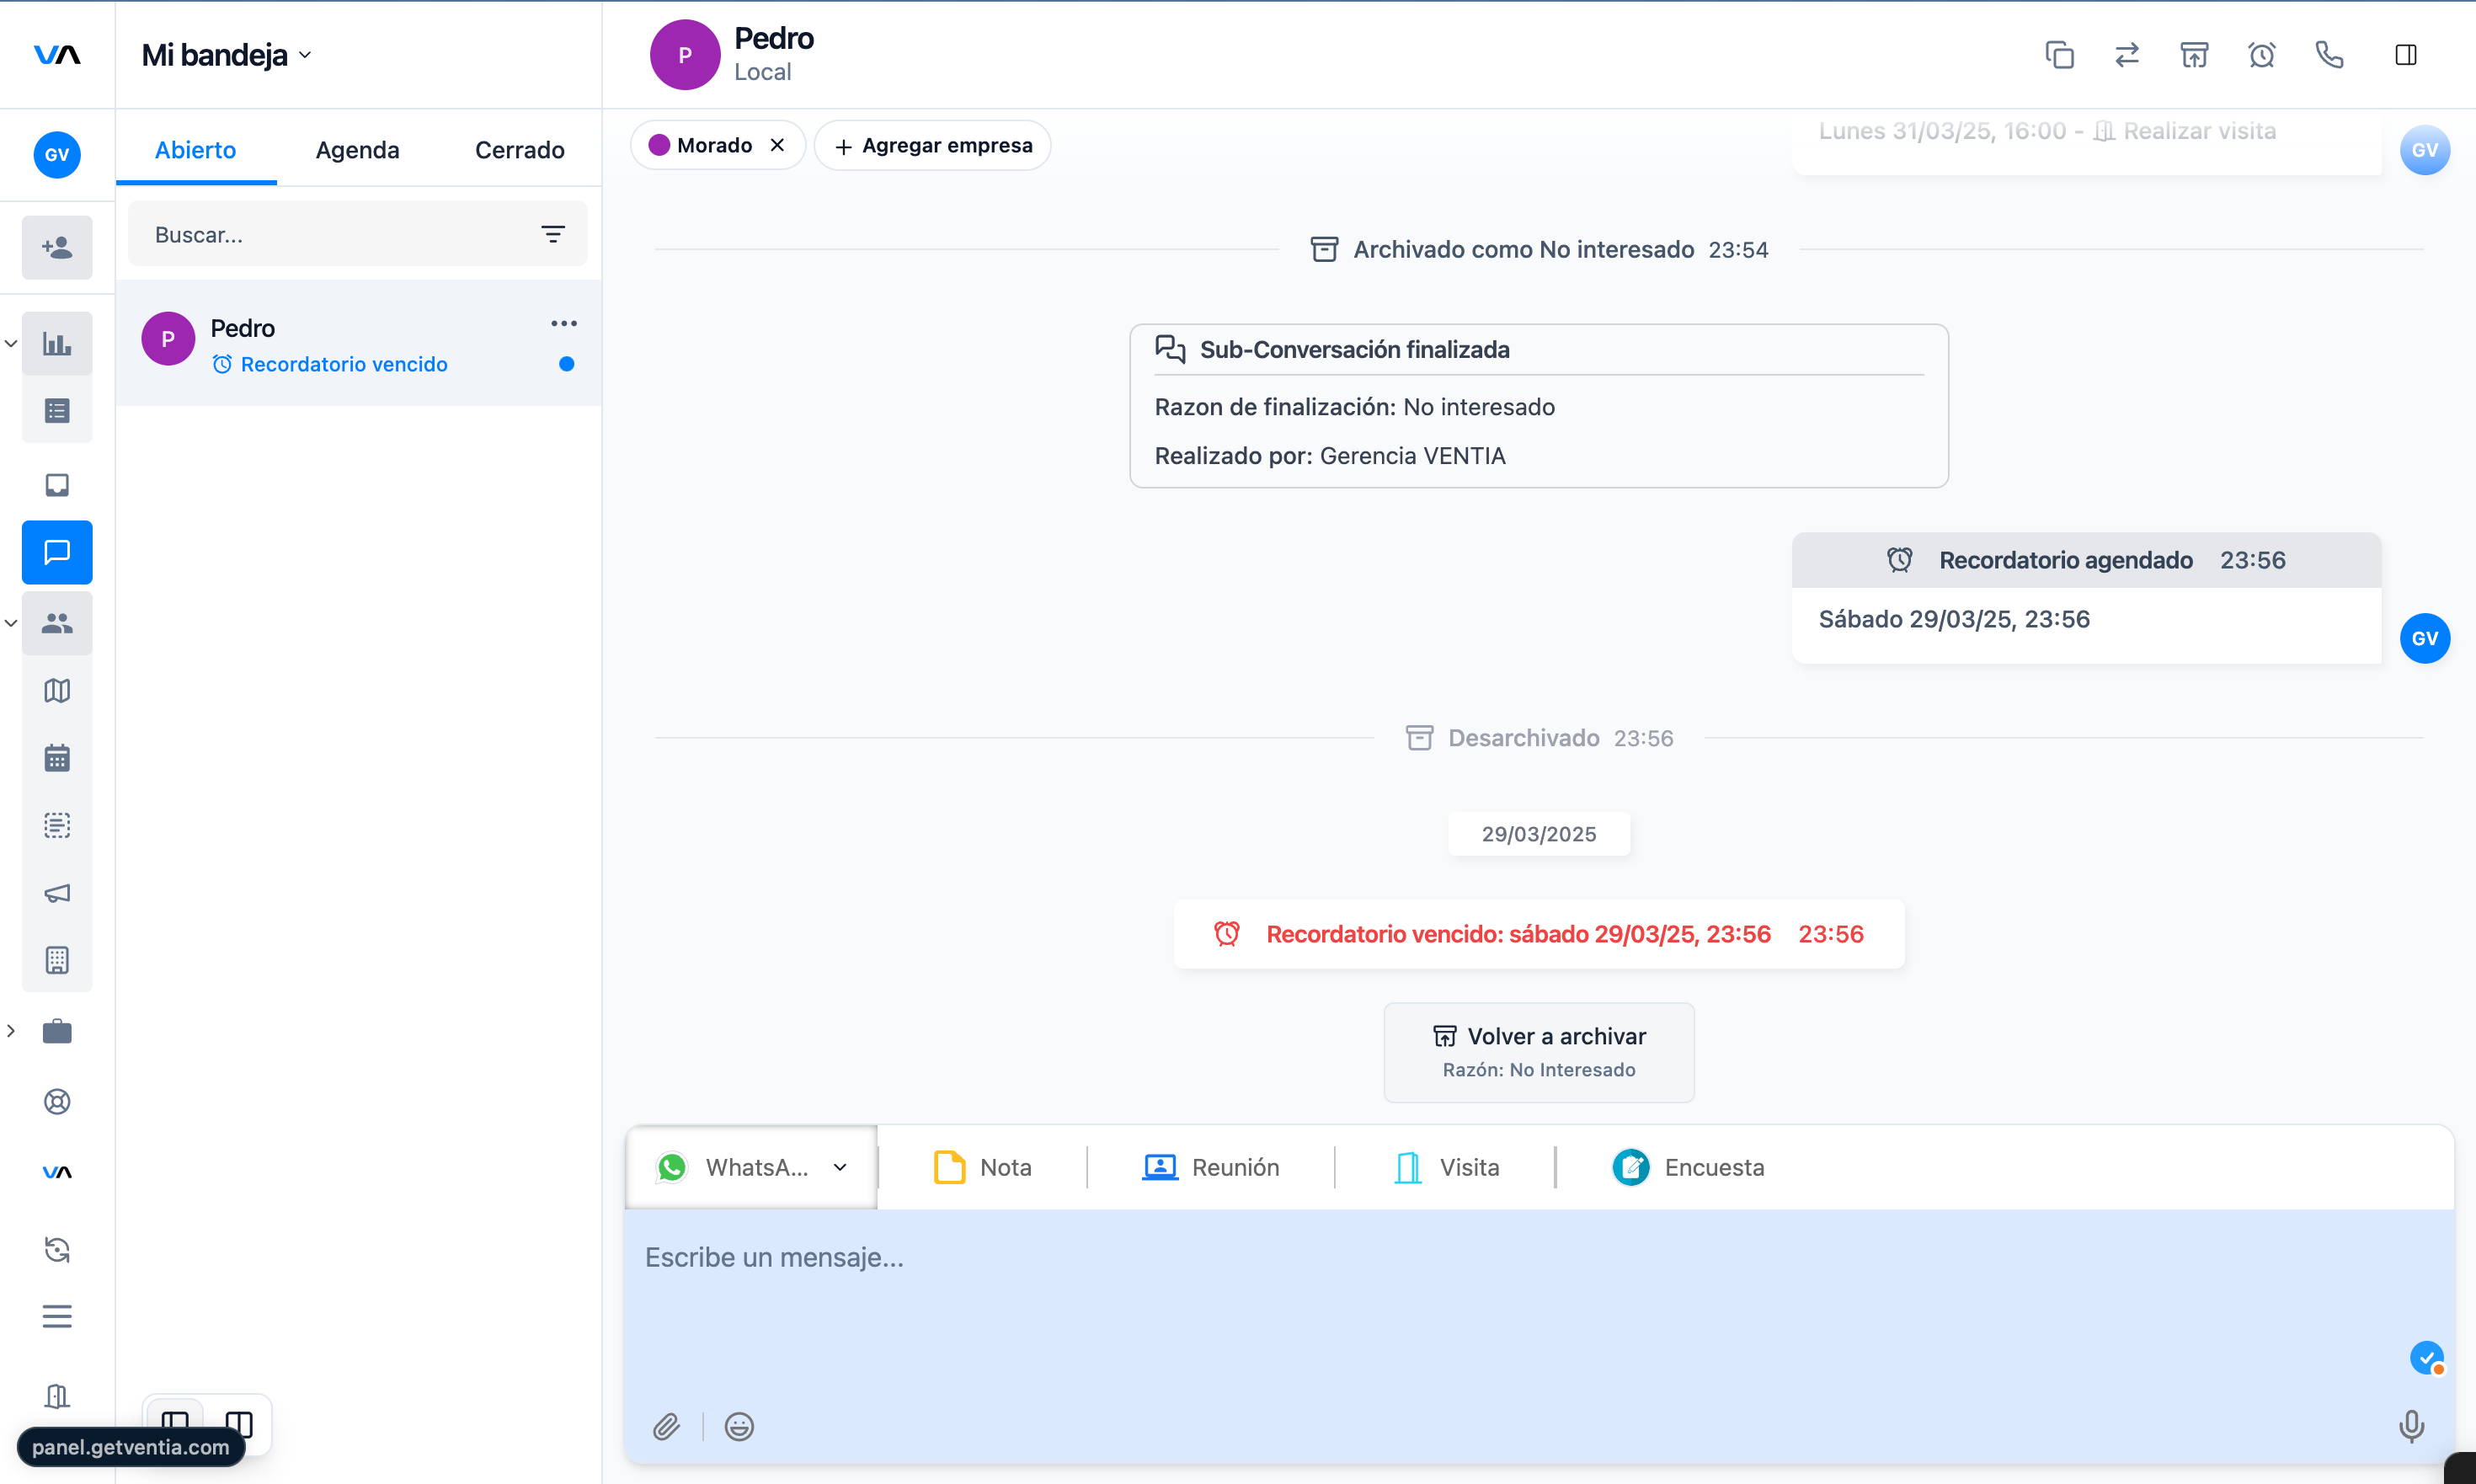 VA
Mi bandeja
P
Pedro
Local
GV
Abierto
Agenda
Cerrado
Buscar...
P
Pedro
Recordatorio vencido
Morado
Agregar empresa
Lunes 31/03/25, 16:00 - Realizar visita
GV
Archivado como No interesado 23:54
Sub-Conversación finalizada
Razon de finalización: No interesado
Realizado por: Gerencia VENTIA
Recordatorio agendado 23:56
Sábado 29/03/25, 23:56
GV
Desarchivado 23:56
29/03/2025
Recordatorio vencido: sábado 29/03/25, 23:56 23:56
Volver a archivar
Razón: No Interesado
WhatsA...
Nota
Reunión
Visita
Encuesta
Escribe un mensaje...
VA
panel.getventia.com